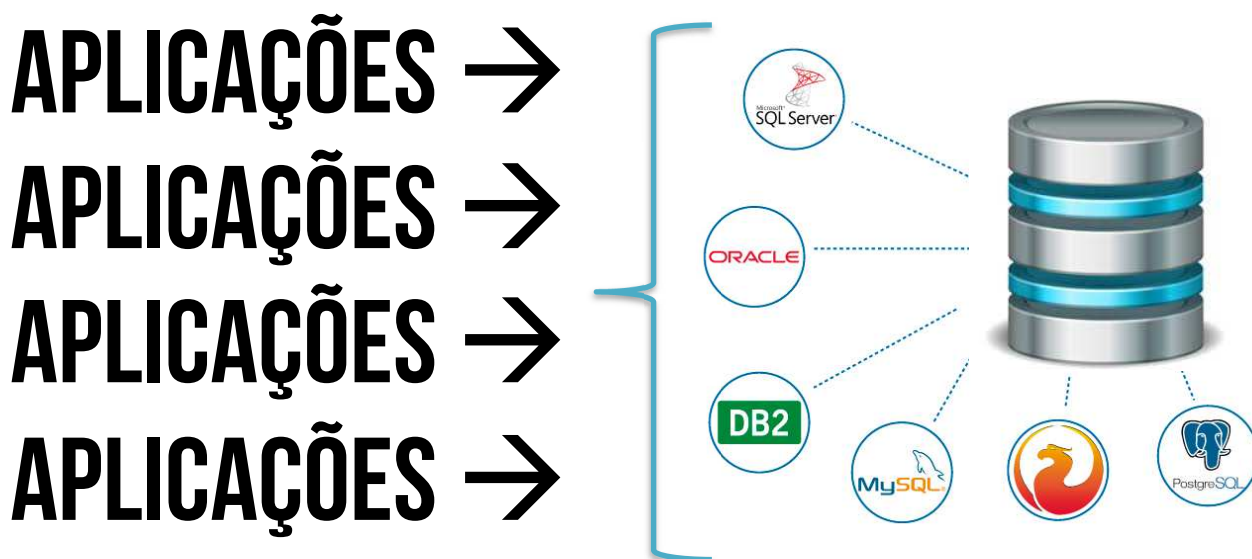 APLICAÇÕES →
APLICAÇÕES →
APLICAÇÕES →
APLICAÇÕES →
Microsoft®
SQL Server
ORACLE
DB2
MySQL®
PostgreSQL